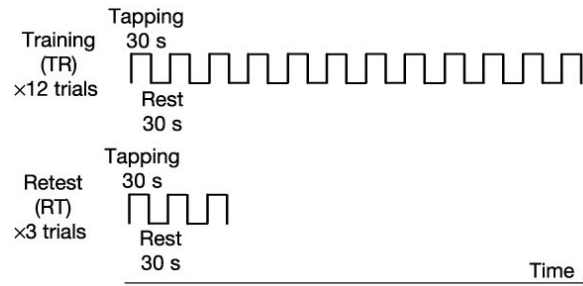 Tapping
30 s
Training
(TR)
×12 trials
Rest
30 s
Tapping
30 s
Retest
(RT)
×3 trials
Rest
30 s
Time